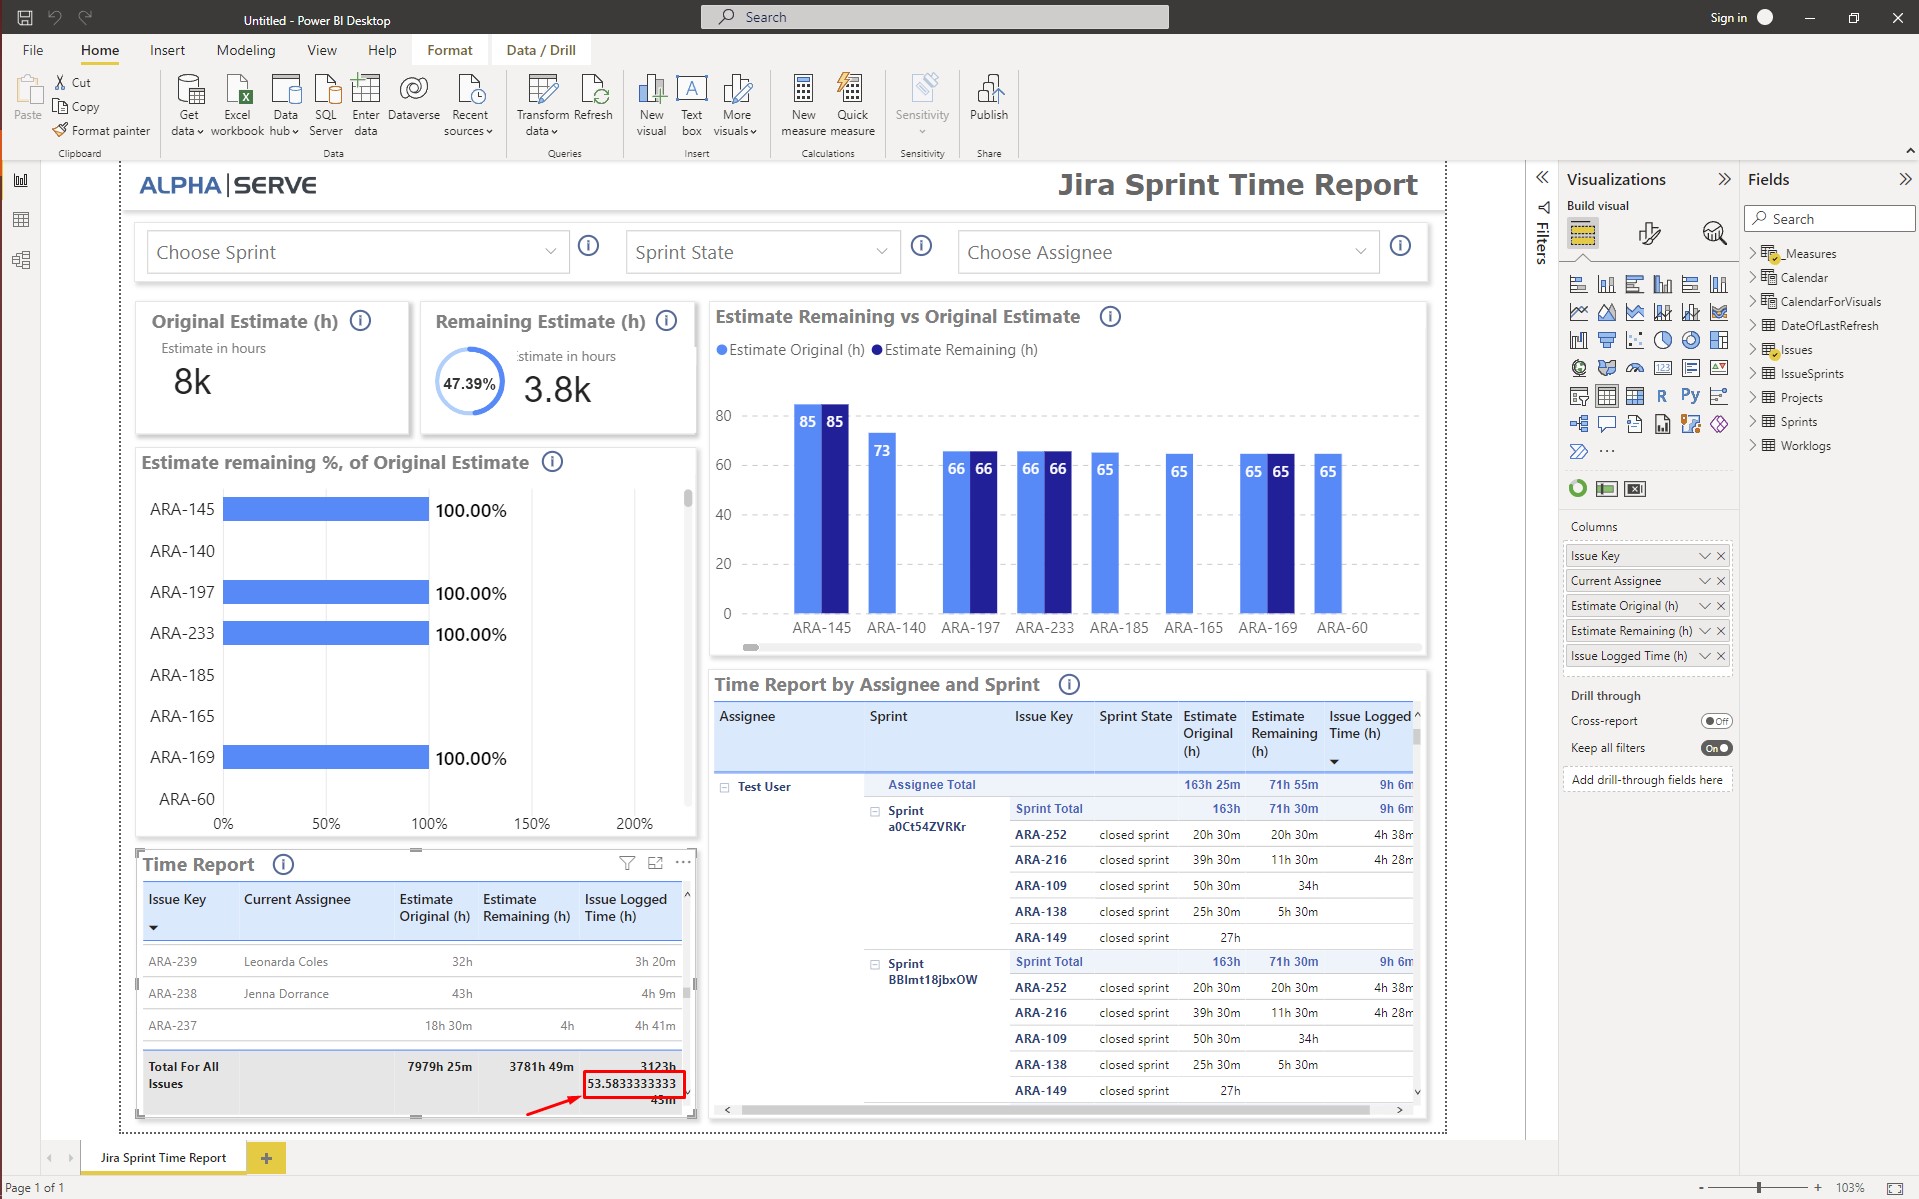 Untitled - Power BI Desktop
Search
Sign in
File
Home
Insert
Modeling
View
Help
Format
Data / Drill
Paste
Cut
Copy
Format painter
Clipboard
Get data
Excel workbook
Data hub
SQL Server
Enter data
Dataverse
Recent sources
Data
Transform data
Refresh
Queries
New visual
Text box
More visuals
Insert
New measure
Quick measure
Calculations
Sensitivity
Sensitivity
Publish
Share
ALPHA|SERVE
Jira Sprint Time Report
Choose Sprint
Sprint State
Choose Assignee
Original Estimate (h)
Estimate in hours
8k
Remaining Estimate (h)
47.39%
Estimate in hours
3.8k
Estimate Remaining vs Original Estimate
Estimate Original (h) Estimate Remaining (h)
80
60
40
20
0
85 85 73 66 66 66 66 65 65 65 65 65
ARA-145 ARA-140 ARA-197 ARA-233 ARA-185 ARA-165 ARA-169 ARA-60
Estimate remaining %, of Original Estimate
ARA-145 100.00%
ARA-140
ARA-197 100.00%
ARA-233 100.00%
ARA-185
ARA-165
ARA-169 100.00%
ARA-60
0% 50% 100% 150% 200%
Time Report
Issue Key Current Assignee Estimate Original (h) Estimate Remaining (h) Issue Logged Time (h)
ARA-239 Leonarda Coles 32h 3h 20m
ARA-238 Jenna Dorrance 43h 4h 9m
ARA-237 18h 30m 4h 4h 41m
Total For All Issues 7979h 25m 3781h 49m 3123h
53.5833333333
43m
Time Report by Assignee and Sprint
Assignee Sprint Issue Key Sprint State Estimate Original (h) Estimate Remaining (h) Issue Logged Time (h)
Test User Assignee Total 163h 25m 71h 55m 9h 6m
Sprint a0Ct54ZVRKr Sprint Total 163h 71h 30m 9h 6m
ARA-252 closed sprint 20h 30m 20h 30m 4h 38m
ARA-216 closed sprint 39h 30m 11h 30m 4h 28m
ARA-109 closed sprint 50h 30m 34h
ARA-138 closed sprint 25h 30m 5h 30m
ARA-149 closed sprint 27h
Sprint BBlmt18jbxOW Sprint Total 163h 71h 30m 9h 6m
ARA-252 closed sprint 20h 30m 20h 30m 4h 38m
ARA-216 closed sprint 39h 30m 11h 30m 4h 28m
ARA-109 closed sprint 50h 30m 34h
ARA-138 closed sprint 25h 30m 5h 30m
ARA-149 closed sprint 27h
Filters
Visualizations
Build visual
123
R
Py
Columns
Issue Key
Current Assignee
Estimate Original (h)
Estimate Remaining (h)
Issue Logged Time (h)
Drill through
Cross-report Off
Keep all filters On
Add drill-through fields here
Fields
Search
_Measures
Calendar
CalendarForVisuals
DateOfLastRefresh
Issues
IssueSprints
Projects
Sprints
Worklogs
Jira Sprint Time Report
Page 1 of 1
- + 103%